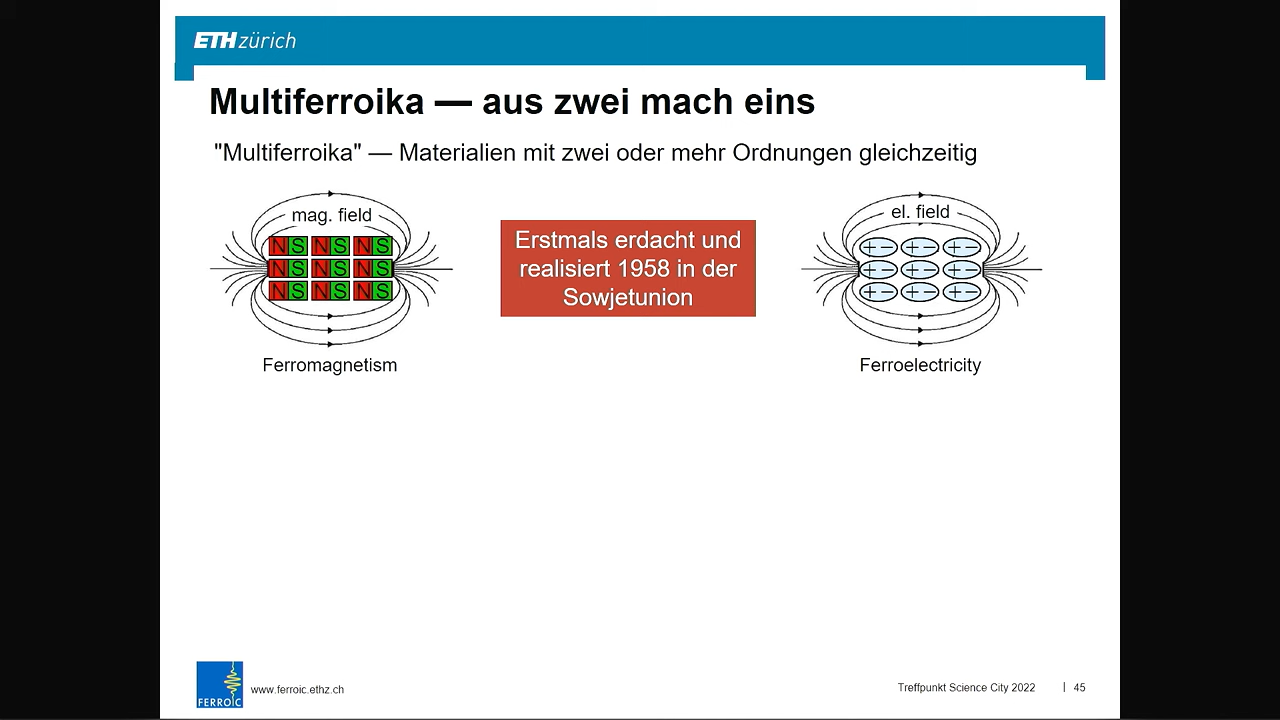 ETH zürich
Multiferroika — aus zwei mach eins
"Multiferroika" — Materialien mit zwei oder mehr Ordnungen gleichzeitig
mag. field
N S N S N S
N S N S N S
N S N S N S
Ferromagnetism
Erstmals erdacht und
realisiert 1958 in der
Sowjetunion
el. field
+ − + − + −
+ − + − + −
+ − + − + −
Ferroelectricity
FERROIC
www.ferroic.ethz.ch
Treffpunkt Science City 2022 | 45